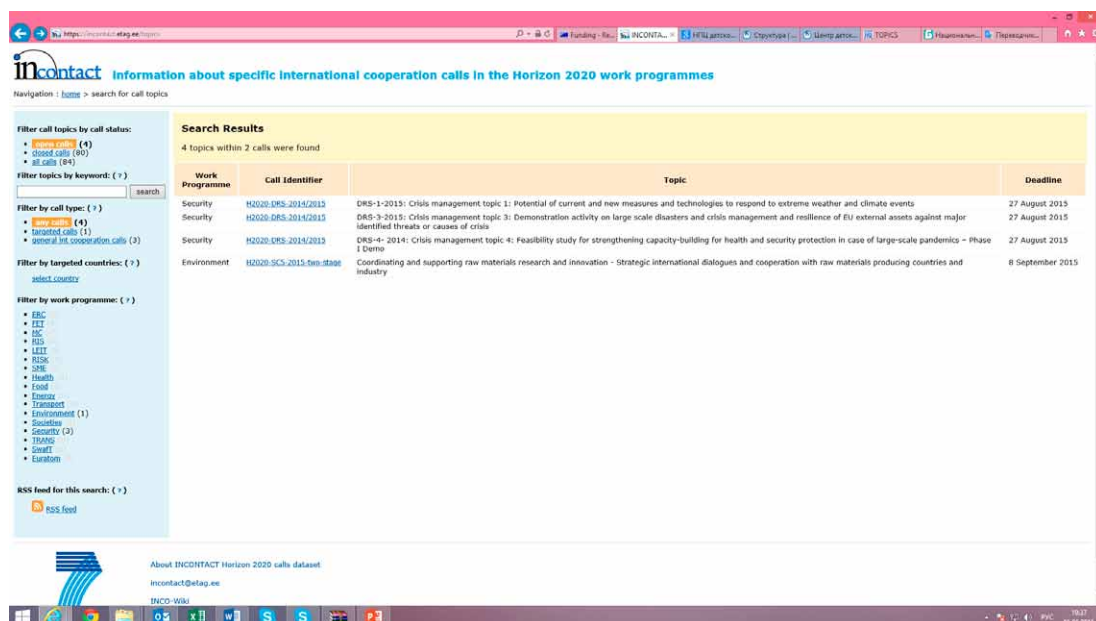 https://incontact.etag.ee/topics
Funding - Re...
INCONTA...
НПЦ детско...
Структура | ...
Центр детск...
TOPICS
Национальн...
Переводчик...
incontact Information about specific international cooperation calls in the Horizon 2020 work programmes
Navigation : home > search for call topics
Filter call topics by call status:
open calls (4)
closed calls (80)
all calls (84)
Filter topics by keyword: ( ? )
search
Filter by call type: ( ? )
any calls (4)
targeted calls (1)
general int cooperation calls (3)
Filter by targeted countries: ( ? )
select country
Filter by work programme: ( ? )
ERC
FET
MC
RIS
LEIT
RISK
SME
Health
Food
Energy
Transport
Environment (1)
Societies
Security (3)
TRANS
SwafT
Euratom
RSS feed for this search: ( ? )
RSS feed
Search Results
4 topics within 2 calls were found
Work Programme Call Identifier Topic Deadline
Security H2020-DRS-2014/2015 DRS-1-2015: Crisis management topic 1: Potential of current and new measures and technologies to respond to extreme weather and climate events 27 August 2015
Security H2020-DRS-2014/2015 DRS-3-2015: Crisis management topic 3: Demonstration activity on large scale disasters and crisis management and resilience of EU external assets against major 27 August 2015
identified threats or causes of crisis
Security H2020-DRS-2014/2015 DRS-4- 2014: Crisis management topic 4: Feasibility study for strengthening capacity-building for health and security protection in case of large-scale pandemics – Phase 27 August 2015
I Demo
Environment H2020-SC5-2015-two-stage Coordinating and supporting raw materials research and innovation - Strategic international dialogues and cooperation with raw materials producing countries and 8 September 2015
industry
7
About INCONTACT Horizon 2020 calls dataset
incontact@etag.ee
INCO-Wiki
РУС 10:37